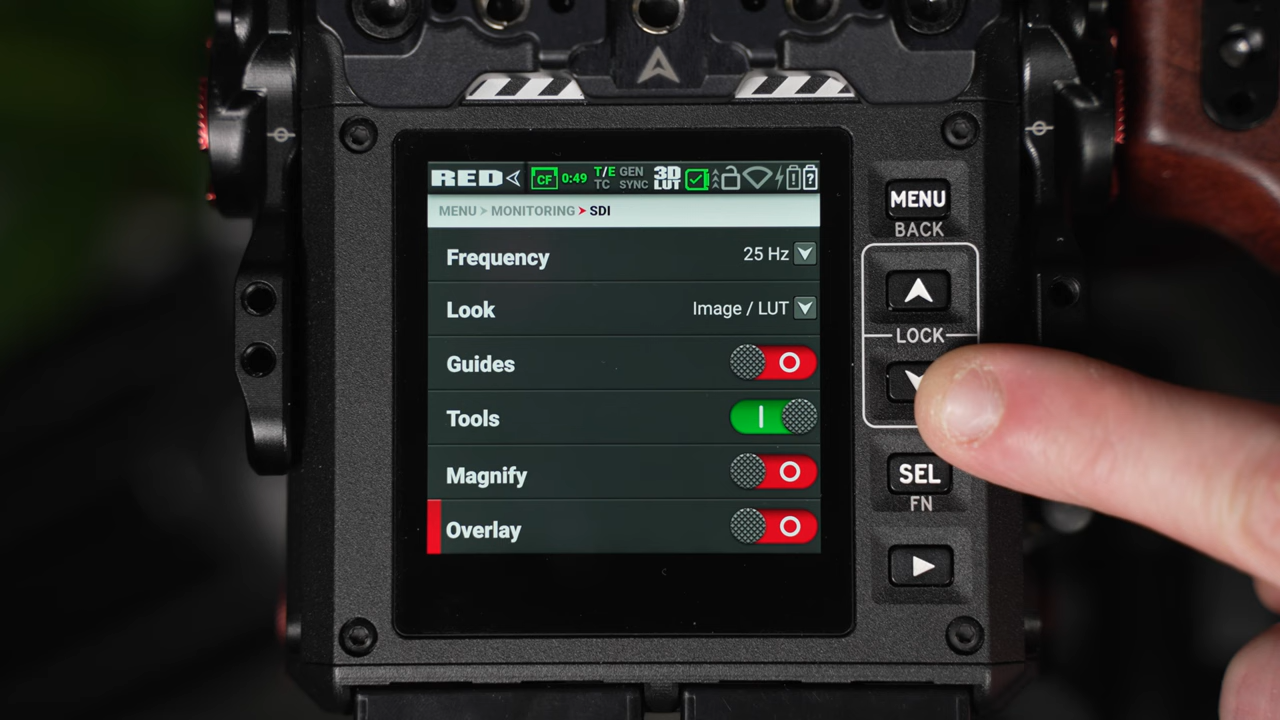 RED CF 0:49 T/E TC GEN SYNC 3D LUT
MENU > MONITORING > SDI
Frequency 25 Hz
Look Image / LUT
Guides
Tools
Magnify
Overlay
MENU
BACK
LOCK
SEL
FN